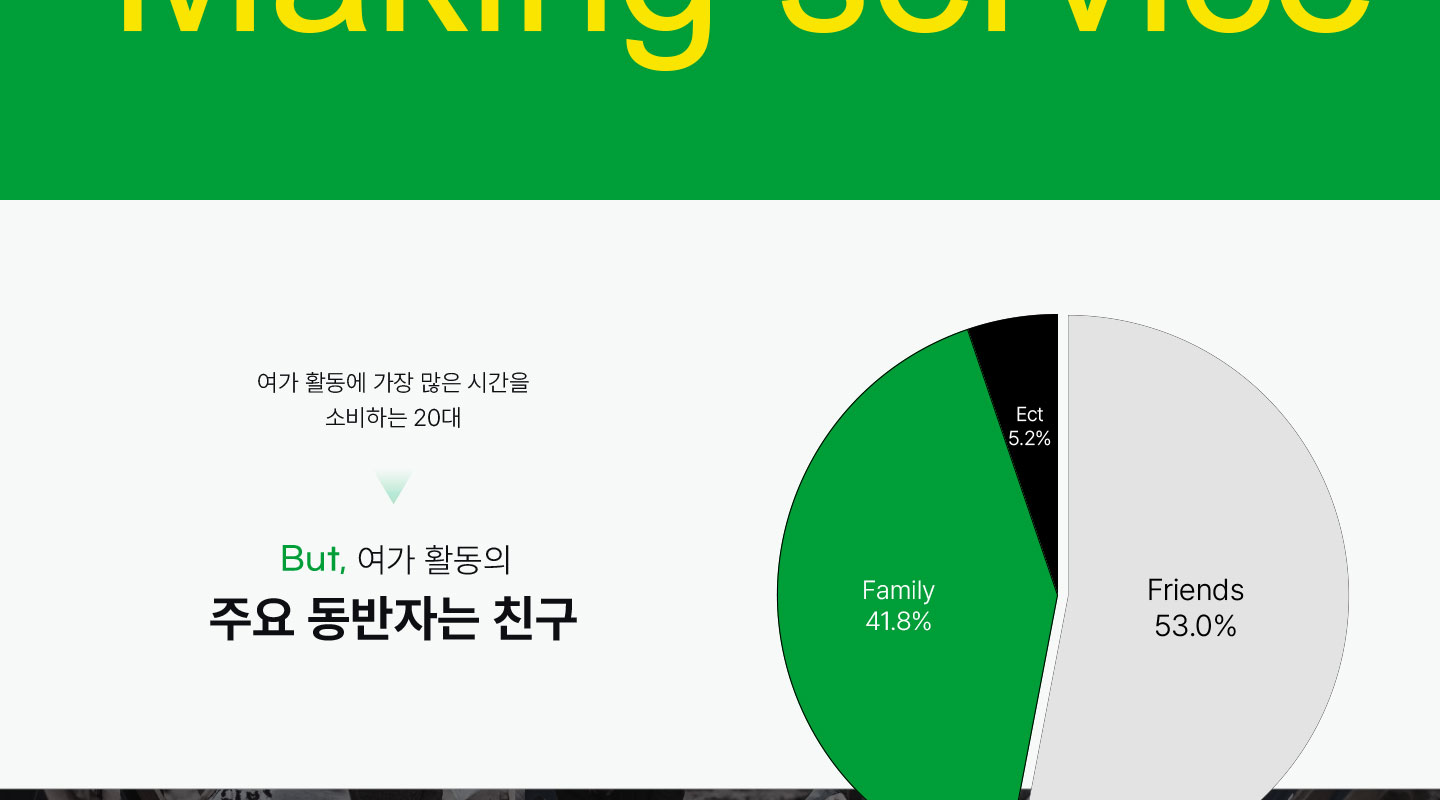 Making service
여가 활동에 가장 많은 시간을
소비하는 20대
But, 여가 활동의
주요 동반자는 친구
Ect
5.2%
Family
41.8%
Friends
53.0%